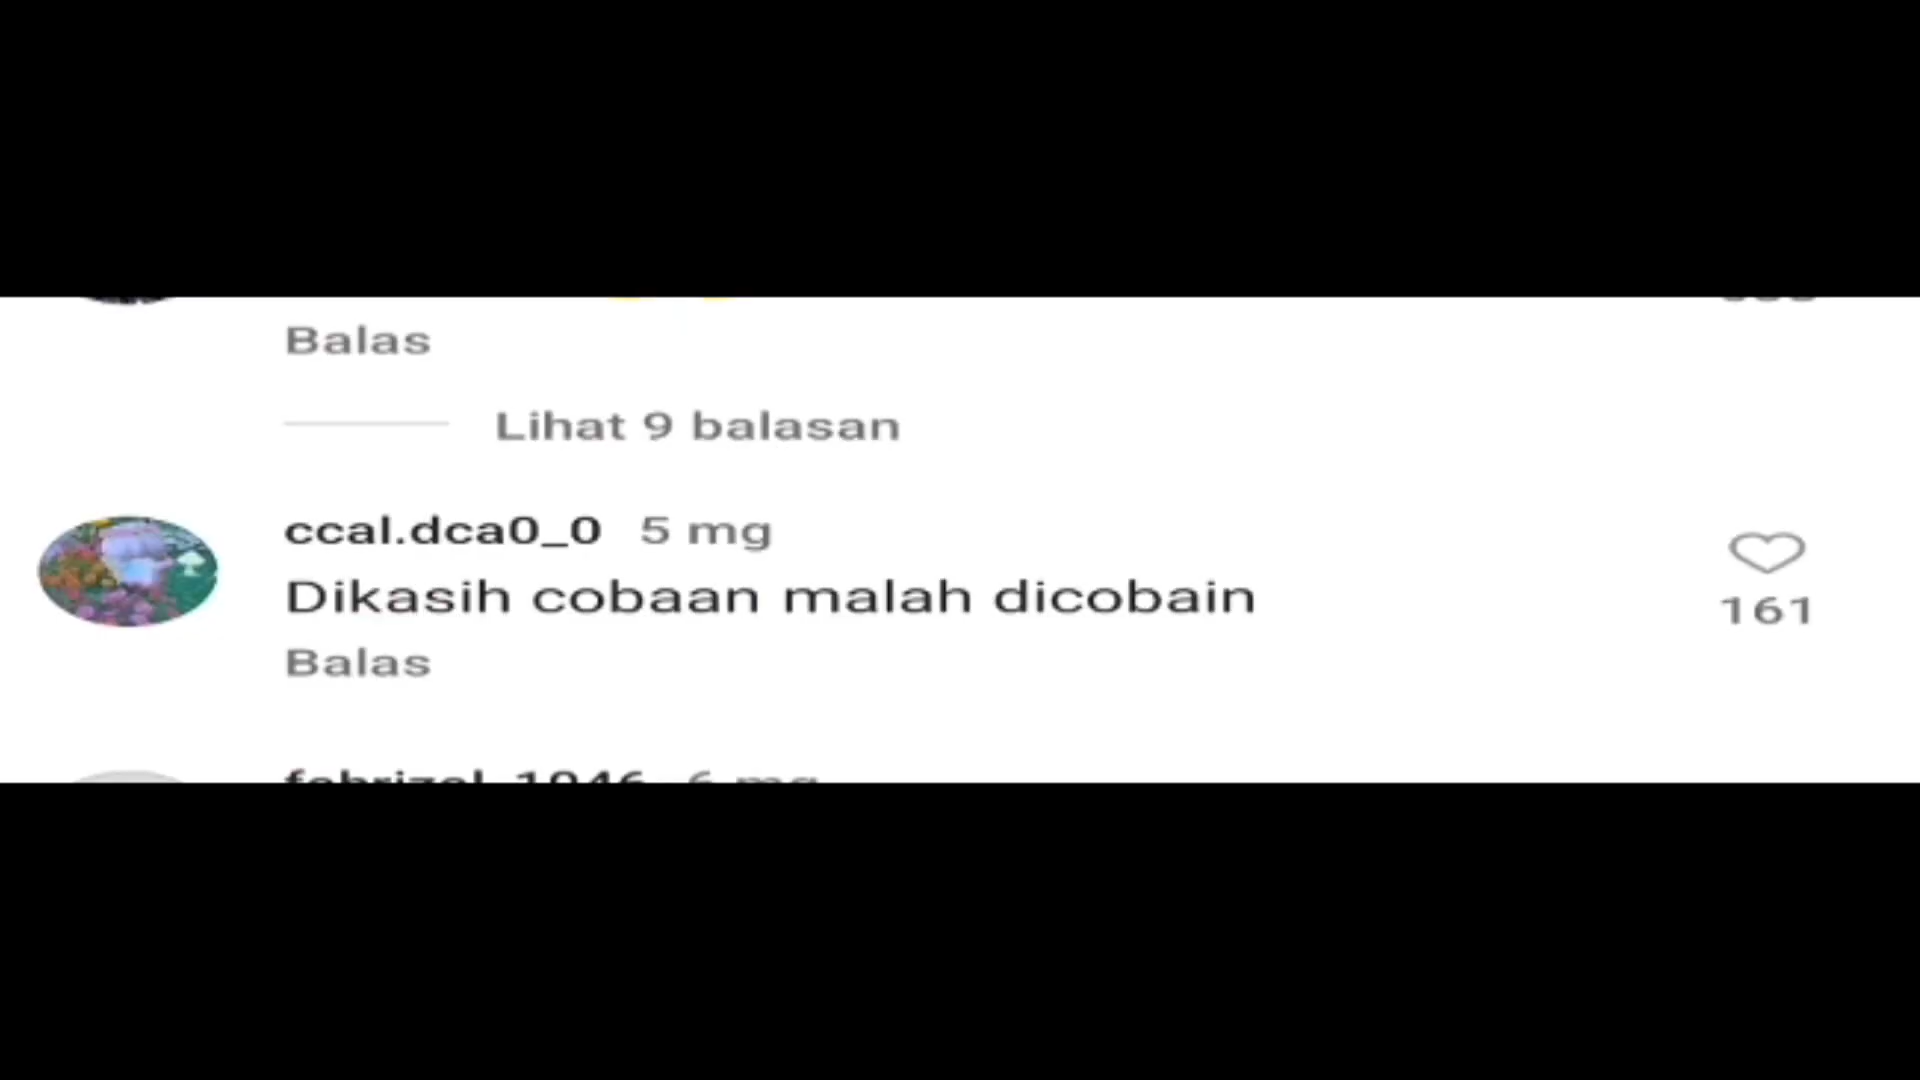 Balas
Lihat 9 balasan
ccal.dca0_0 5 mg
Dikasih cobaan malah dicobain
161
Balas